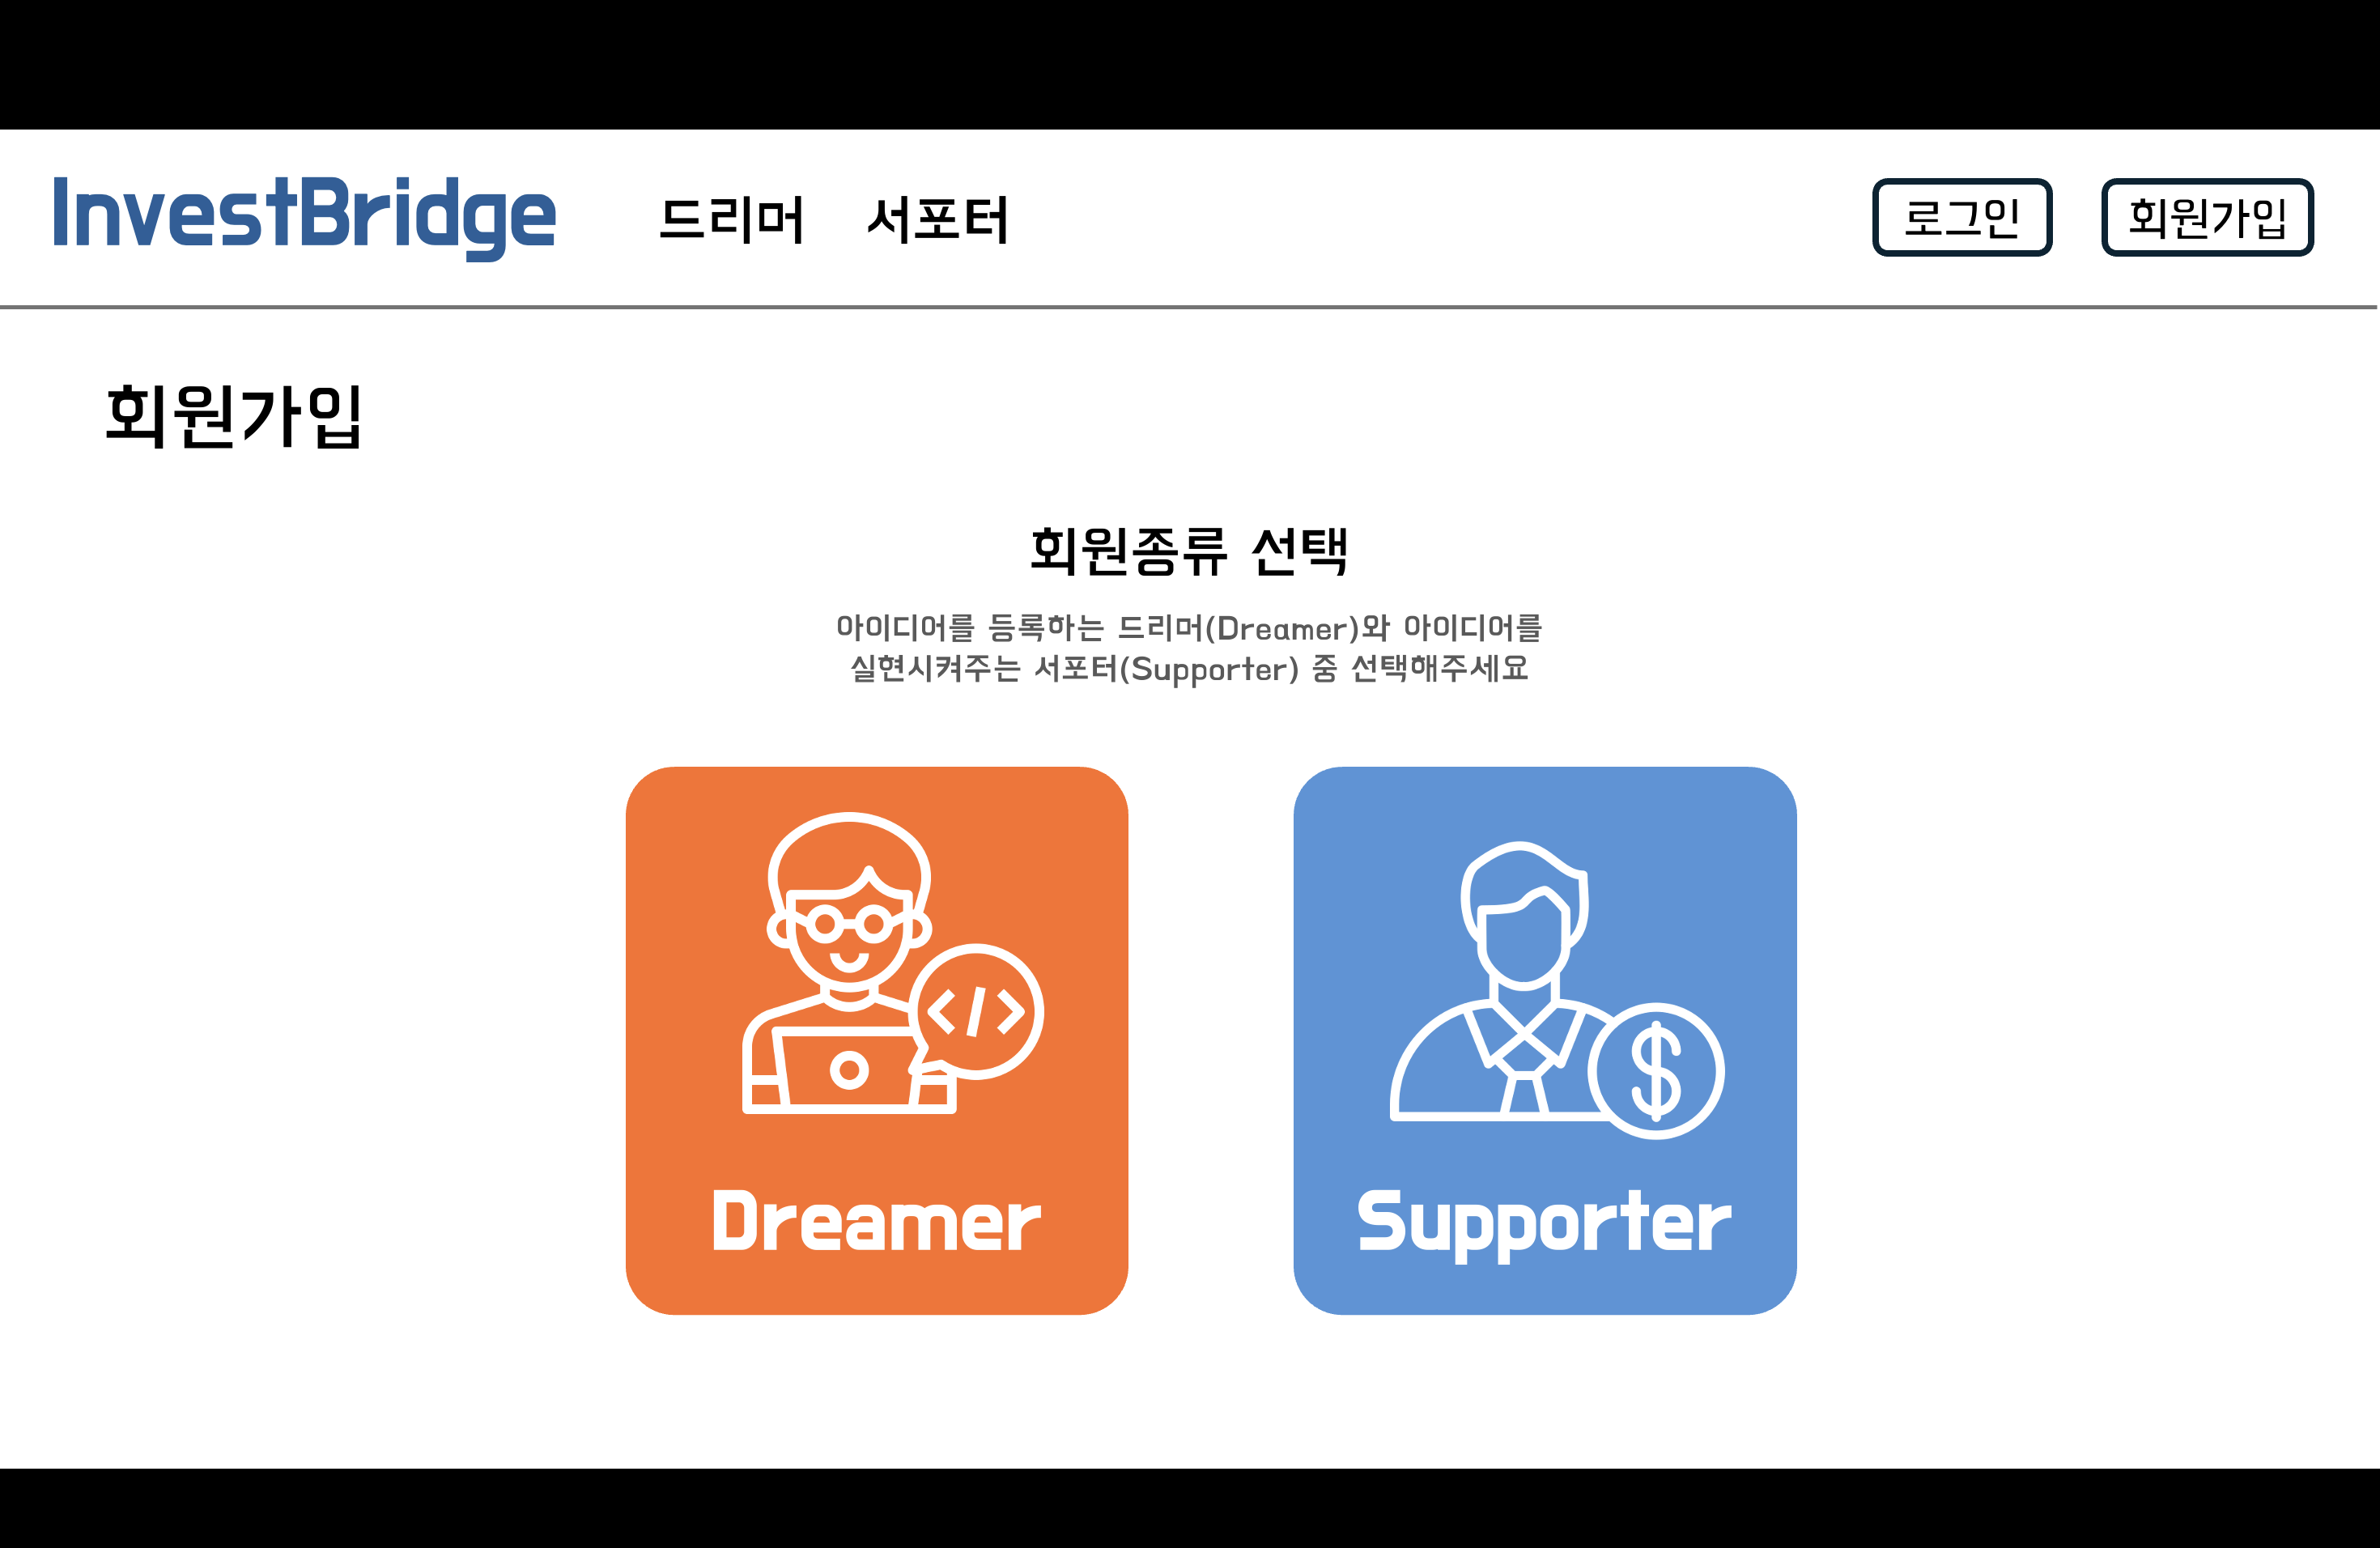 InvestBridge 드리머 서포터 로그인 회원가입
회원가입
회원종류 선택
아이디어를 등록하는 드리머(Dreamer)와 아이디어를
실현시켜주는 서포터(Supporter) 중 선택해주세요
</>
$
Dreamer Supporter